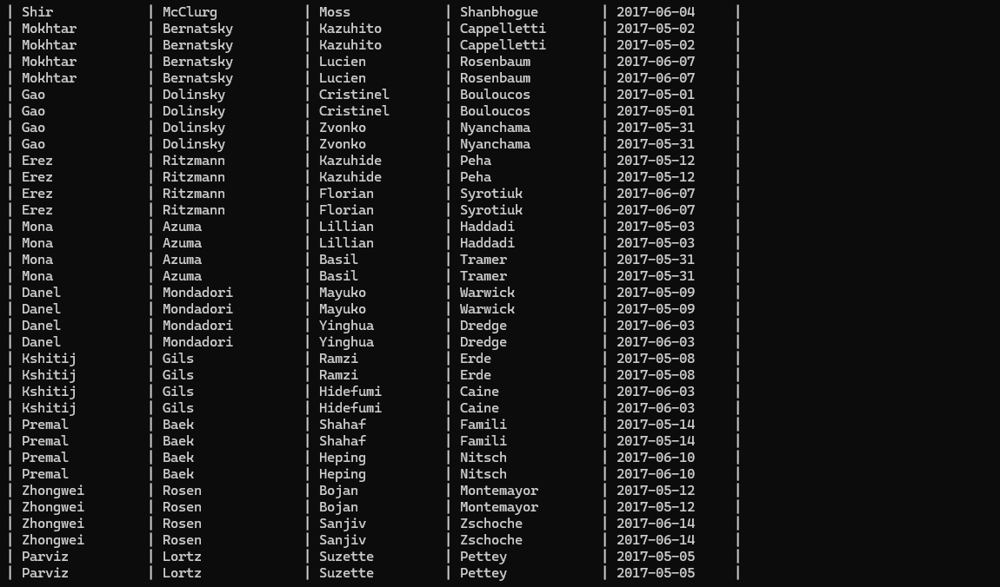 | Shir | McClurg | Moss | Shanbhogue | 2017-06-04 |
| Mokhtar | Bernatsky | Kazuhito | Cappelletti | 2017-05-02 |
| Mokhtar | Bernatsky | Kazuhito | Cappelletti | 2017-05-02 |
| Mokhtar | Bernatsky | Lucien | Rosenbaum | 2017-06-07 |
| Mokhtar | Bernatsky | Lucien | Rosenbaum | 2017-06-07 |
| Gao | Dolinsky | Cristinel | Bouloucos | 2017-05-01 |
| Gao | Dolinsky | Cristinel | Bouloucos | 2017-05-01 |
| Gao | Dolinsky | Zvonko | Nyanchama | 2017-05-31 |
| Gao | Dolinsky | Zvonko | Nyanchama | 2017-05-31 |
| Erez | Ritzmann | Kazuhide | Peha | 2017-05-12 |
| Erez | Ritzmann | Kazuhide | Peha | 2017-05-12 |
| Erez | Ritzmann | Florian | Syrotiuk | 2017-06-07 |
| Erez | Ritzmann | Florian | Syrotiuk | 2017-06-07 |
| Mona | Azuma | Lillian | Haddadi | 2017-05-03 |
| Mona | Azuma | Lillian | Haddadi | 2017-05-03 |
| Mona | Azuma | Basil | Tramer | 2017-05-31 |
| Mona | Azuma | Basil | Tramer | 2017-05-31 |
| Danel | Mondadori | Mayuko | Warwick | 2017-05-09 |
| Danel | Mondadori | Mayuko | Warwick | 2017-05-09 |
| Danel | Mondadori | Yinghua | Dredge | 2017-06-03 |
| Danel | Mondadori | Yinghua | Dredge | 2017-06-03 |
| Kshitij | Gils | Ramzi | Erde | 2017-05-08 |
| Kshitij | Gils | Ramzi | Erde | 2017-05-08 |
| Kshitij | Gils | Hidefumi | Caine | 2017-06-03 |
| Kshitij | Gils | Hidefumi | Caine | 2017-06-03 |
| Premal | Baek | Shahaf | Famili | 2017-05-14 |
| Premal | Baek | Shahaf | Famili | 2017-05-14 |
| Premal | Baek | Heping | Nitsch | 2017-06-10 |
| Premal | Baek | Heping | Nitsch | 2017-06-10 |
| Zhongwei | Rosen | Bojan | Montemayor | 2017-05-12 |
| Zhongwei | Rosen | Bojan | Montemayor | 2017-05-12 |
| Zhongwei | Rosen | Sanjiv | Zschoche | 2017-06-14 |
| Zhongwei | Rosen | Sanjiv | Zschoche | 2017-06-14 |
| Parviz | Lortz | Suzette | Pettey | 2017-05-05 |
| Parviz | Lortz | Suzette | Pettey | 2017-05-05 |